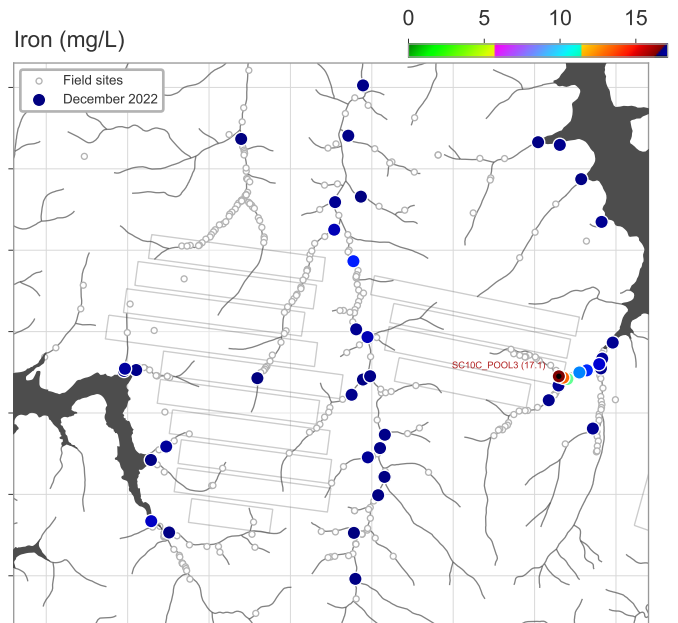 0 5 10 15
Iron (mg/L)
Field sites
December 2022
SC10C_POOL3 (17.1)